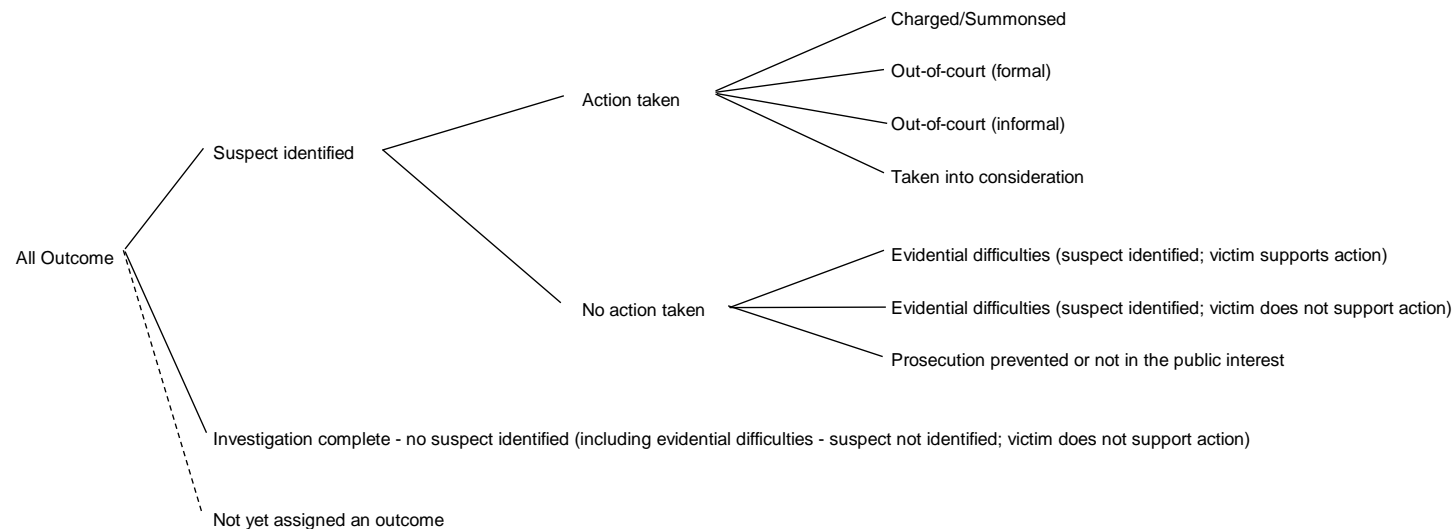 Charged/Summonsed
Out-of-court (formal)
Action taken
Out-of-court (informal)
Suspect identified
Taken into consideration
All Outcome
Evidential difficulties (suspect identified; victim supports action)
No action taken
Evidential difficulties (suspect identified; victim does not support action)
Prosecution prevented or not in the public interest
Investigation complete - no suspect identified (including evidential difficulties - suspect not identified; victim does not support action)
Not yet assigned an outcome